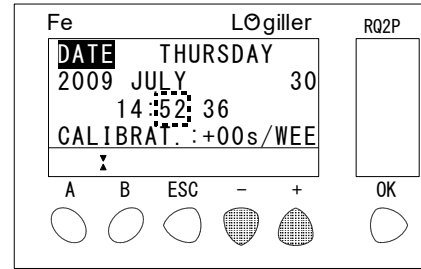 Fe LOgiller RQ2P
DATE THURSDAY
2009 JULY 30
14:52 36
CALIBRAT.:+00s/WEE
A B ESC − + OK